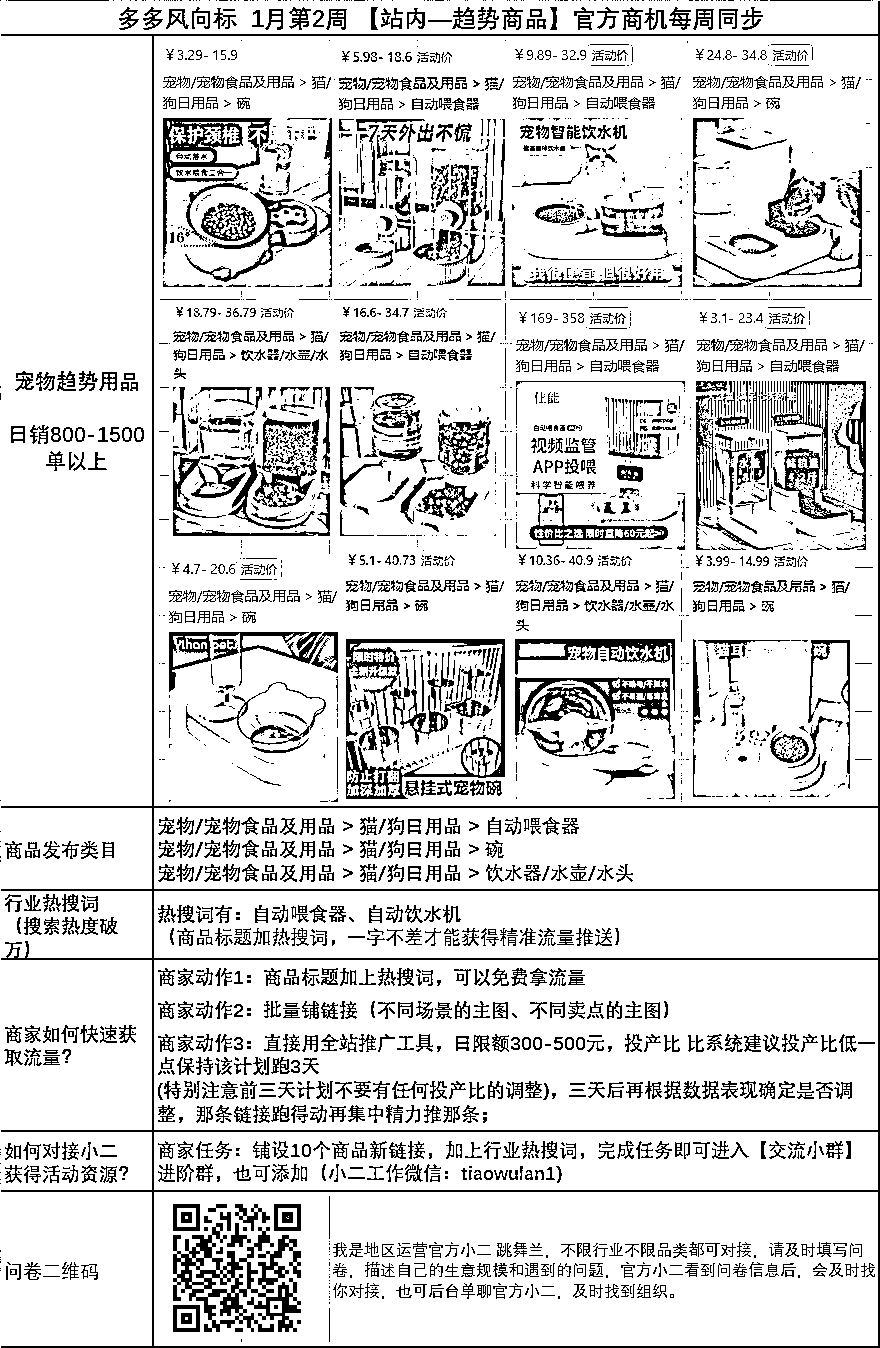 多多风向标 1月第2周 【站内—趋势商品】官方商机每周同步
￥3.29- 15.9
￥5.98- 18.6 活动价
￥9.89- 32.9 活动价
￥24.8- 34.8 活动价
宠物/宠物食品及用品 > 猫/
狗日用品 > 碗
宠物/宠物食品及用品 > 猫/
狗日用品 > 自动喂食器
宠物/宠物食品及用品 > 猫/
狗日用品 > 自动喂食器
宠物/宠物食品及用品 > 猫/
狗日用品 > 碗
保护颈椎
饮水喂食二合一
16°
7天外出不慌
宠物智能饮水机
￥18.79- 36.79 活动价
￥16.6- 34.7 活动价
￥169- 358 活动价
￥3.1- 23.4 活动价
宠物/宠物食品及用品 > 猫/
狗日用品 > 饮水器/水壶/水
头
宠物/宠物食品及用品 > 猫/
狗日用品 > 自动喂食器
宠物/宠物食品及用品 > 猫/
狗日用品 > 自动喂食器
宠物/宠物食品及用品 > 猫/
狗日用品 > 自动喂食器
视频监管
APP投喂
科学智能喂养
宠物趋势用品
日销800-1500
单以上
￥4.7- 20.6 活动价
￥5.1- 40.73 活动价
￥10.36- 40.9 活动价
￥3.99- 14.99 活动价
宠物/宠物食品及用品 > 猫/
狗日用品 > 碗
宠物/宠物食品及用品 > 猫/
狗日用品 > 碗
宠物/宠物食品及用品 > 猫/
狗日用品 > 饮水器/水壶/水
头
宠物/宠物食品及用品 > 猫/
狗日用品 > 碗
限时特价
防止打翻
加深加厚
悬挂式宠物碗
宠物自动饮水机
商品发布类目
宠物/宠物食品及用品 > 猫/狗日用品 > 自动喂食器
宠物/宠物食品及用品 > 猫/狗日用品 > 碗
宠物/宠物食品及用品 > 猫/狗日用品 > 饮水器/水壶/水头
行业热搜词
（搜索热度破
万）
热搜词有：自动喂食器、自动饮水机
（商品标题加热搜词，一字不差才能获得精准流量推送）
商家如何快速获
取流量？
商家动作1：商品标题加上热搜词，可以免费拿流量
商家动作2：批量铺链接（不同场景的主图、不同卖点的主图）
商家动作3：直接用全站推广工具，日限额300-500元，投产比 比系统建议投产比低一
点保持该计划跑3天
(特别注意前三天计划不要有任何投产比的调整)，三天后再根据数据表现确定是否调
整，那条链接跑得动再集中精力推那条；
如何对接小二
获得活动资源？
商家任务：铺设10个商品新链接，加上行业热搜词，完成任务即可进入【交流小群】
进阶群，也可添加（小二工作微信：tiaowulan1)
问卷二维码
我是地区运营官方小二 跳舞兰，不限行业不限品类都可对接，请及时填写问
卷，描述自己的生意规模和遇到的问题，官方小二看到问卷信息后，会及时找
你对接，也可后台单聊官方小二，及时找到组织。